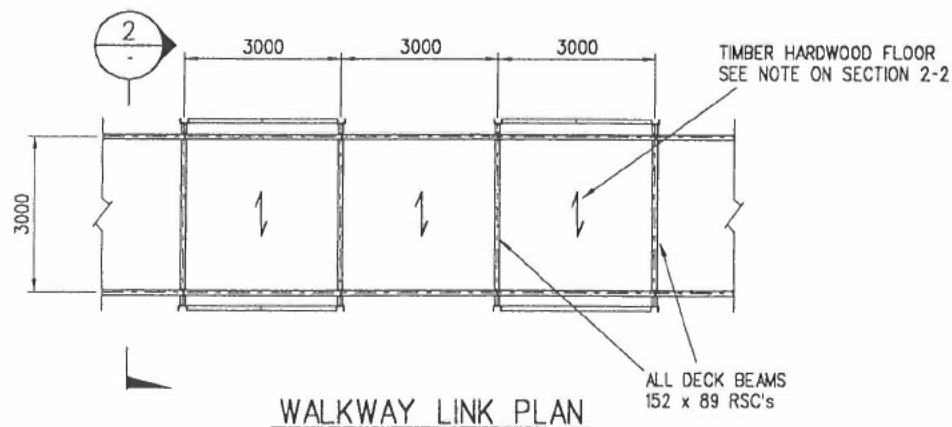 2
-
3000 3000 3000
TIMBER HARDWOOD FLOOR
SEE NOTE ON SECTION 2-2
3000
ALL DECK BEAMS
152 x 89 RSC's
WALKWAY LINK PLAN